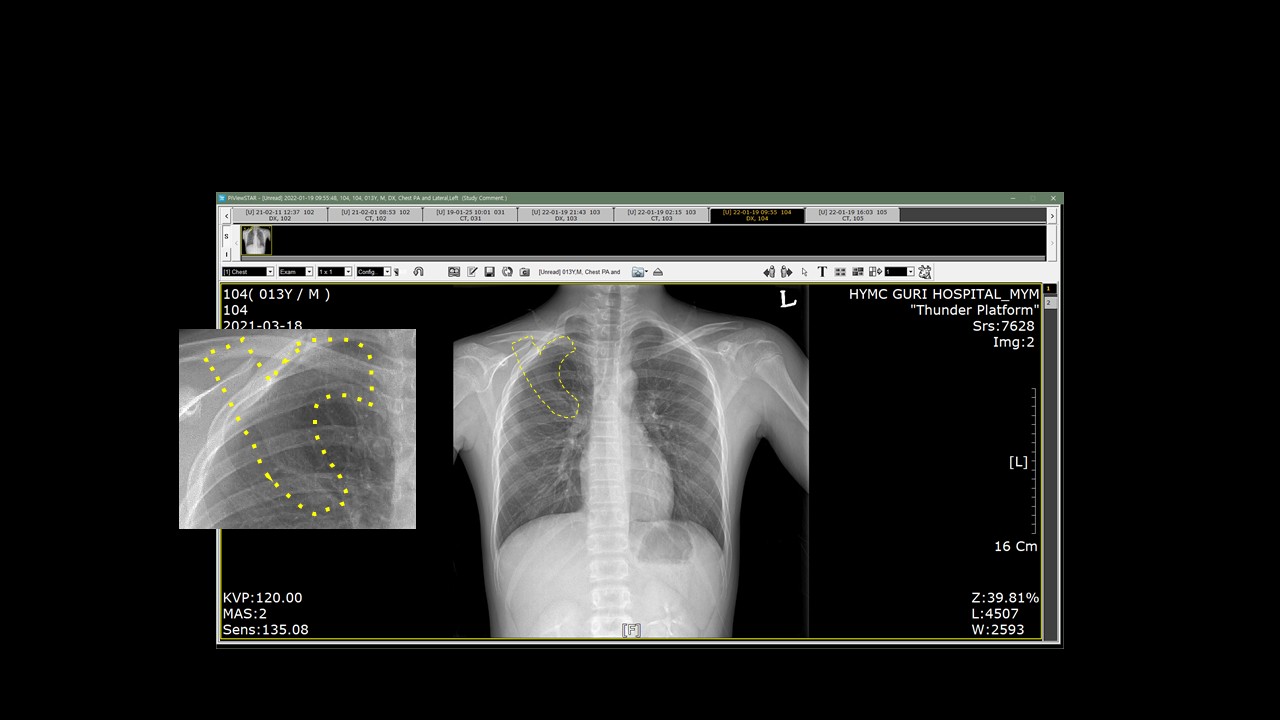 PiViewSTAR - [Unread] 2022-01-19 09:55:48, 104, 104, 013Y, M, DX, Chest PA and Lateral,Left (Study Comment: )
[U] 21-02-11 12:37 102
DX, 102
[U] 21-02-01 08:53 102
CT, 102
[U] 19-01-25 10:01 031
CT, 031
[U] 22-01-19 21:43 103
DX, 103
[U] 22-01-19 02:15 103
CT, 103
[U] 22-01-19 09:55 104
DX, 104
[U] 22-01-19 16:03 105
CT, 105
S
I
[1] Chest
Exam
1 x 1
Config.
[Unread] 013Y,M, Chest PA and
T
1
1
2
104( 013Y / M )
104
2021-03-18
L
HYMC GURI HOSPITAL_MYM
"Thunder Platform"
Srs:7628
Img:2
[L]
16 Cm
KVP:120.00
MAS:2
Sens:135.08
[F]
Z:39.81%
L:4507
W:2593